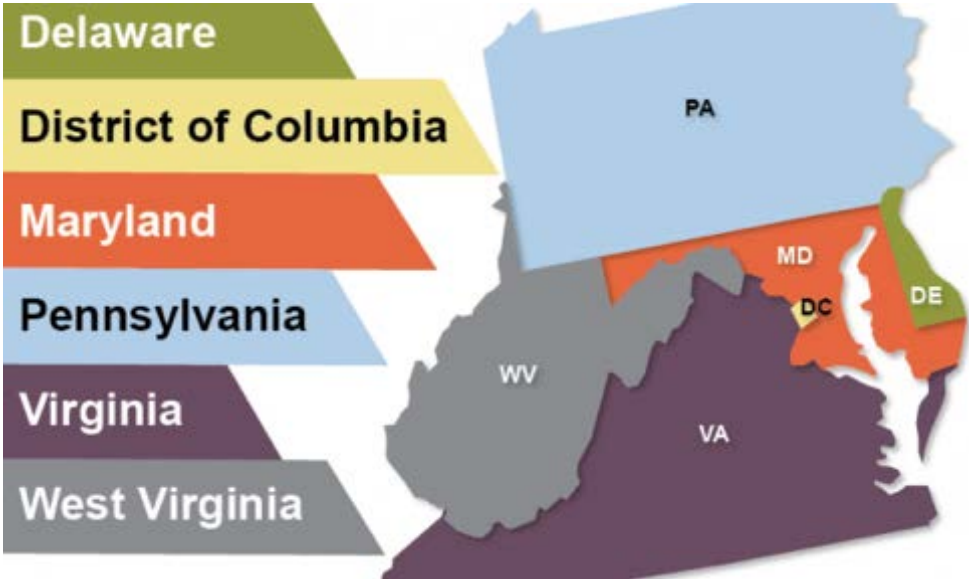 Delaware
District of Columbia
Maryland
Pennsylvania
Virginia
West Virginia
PA
MD
DE
DC
WV
VA